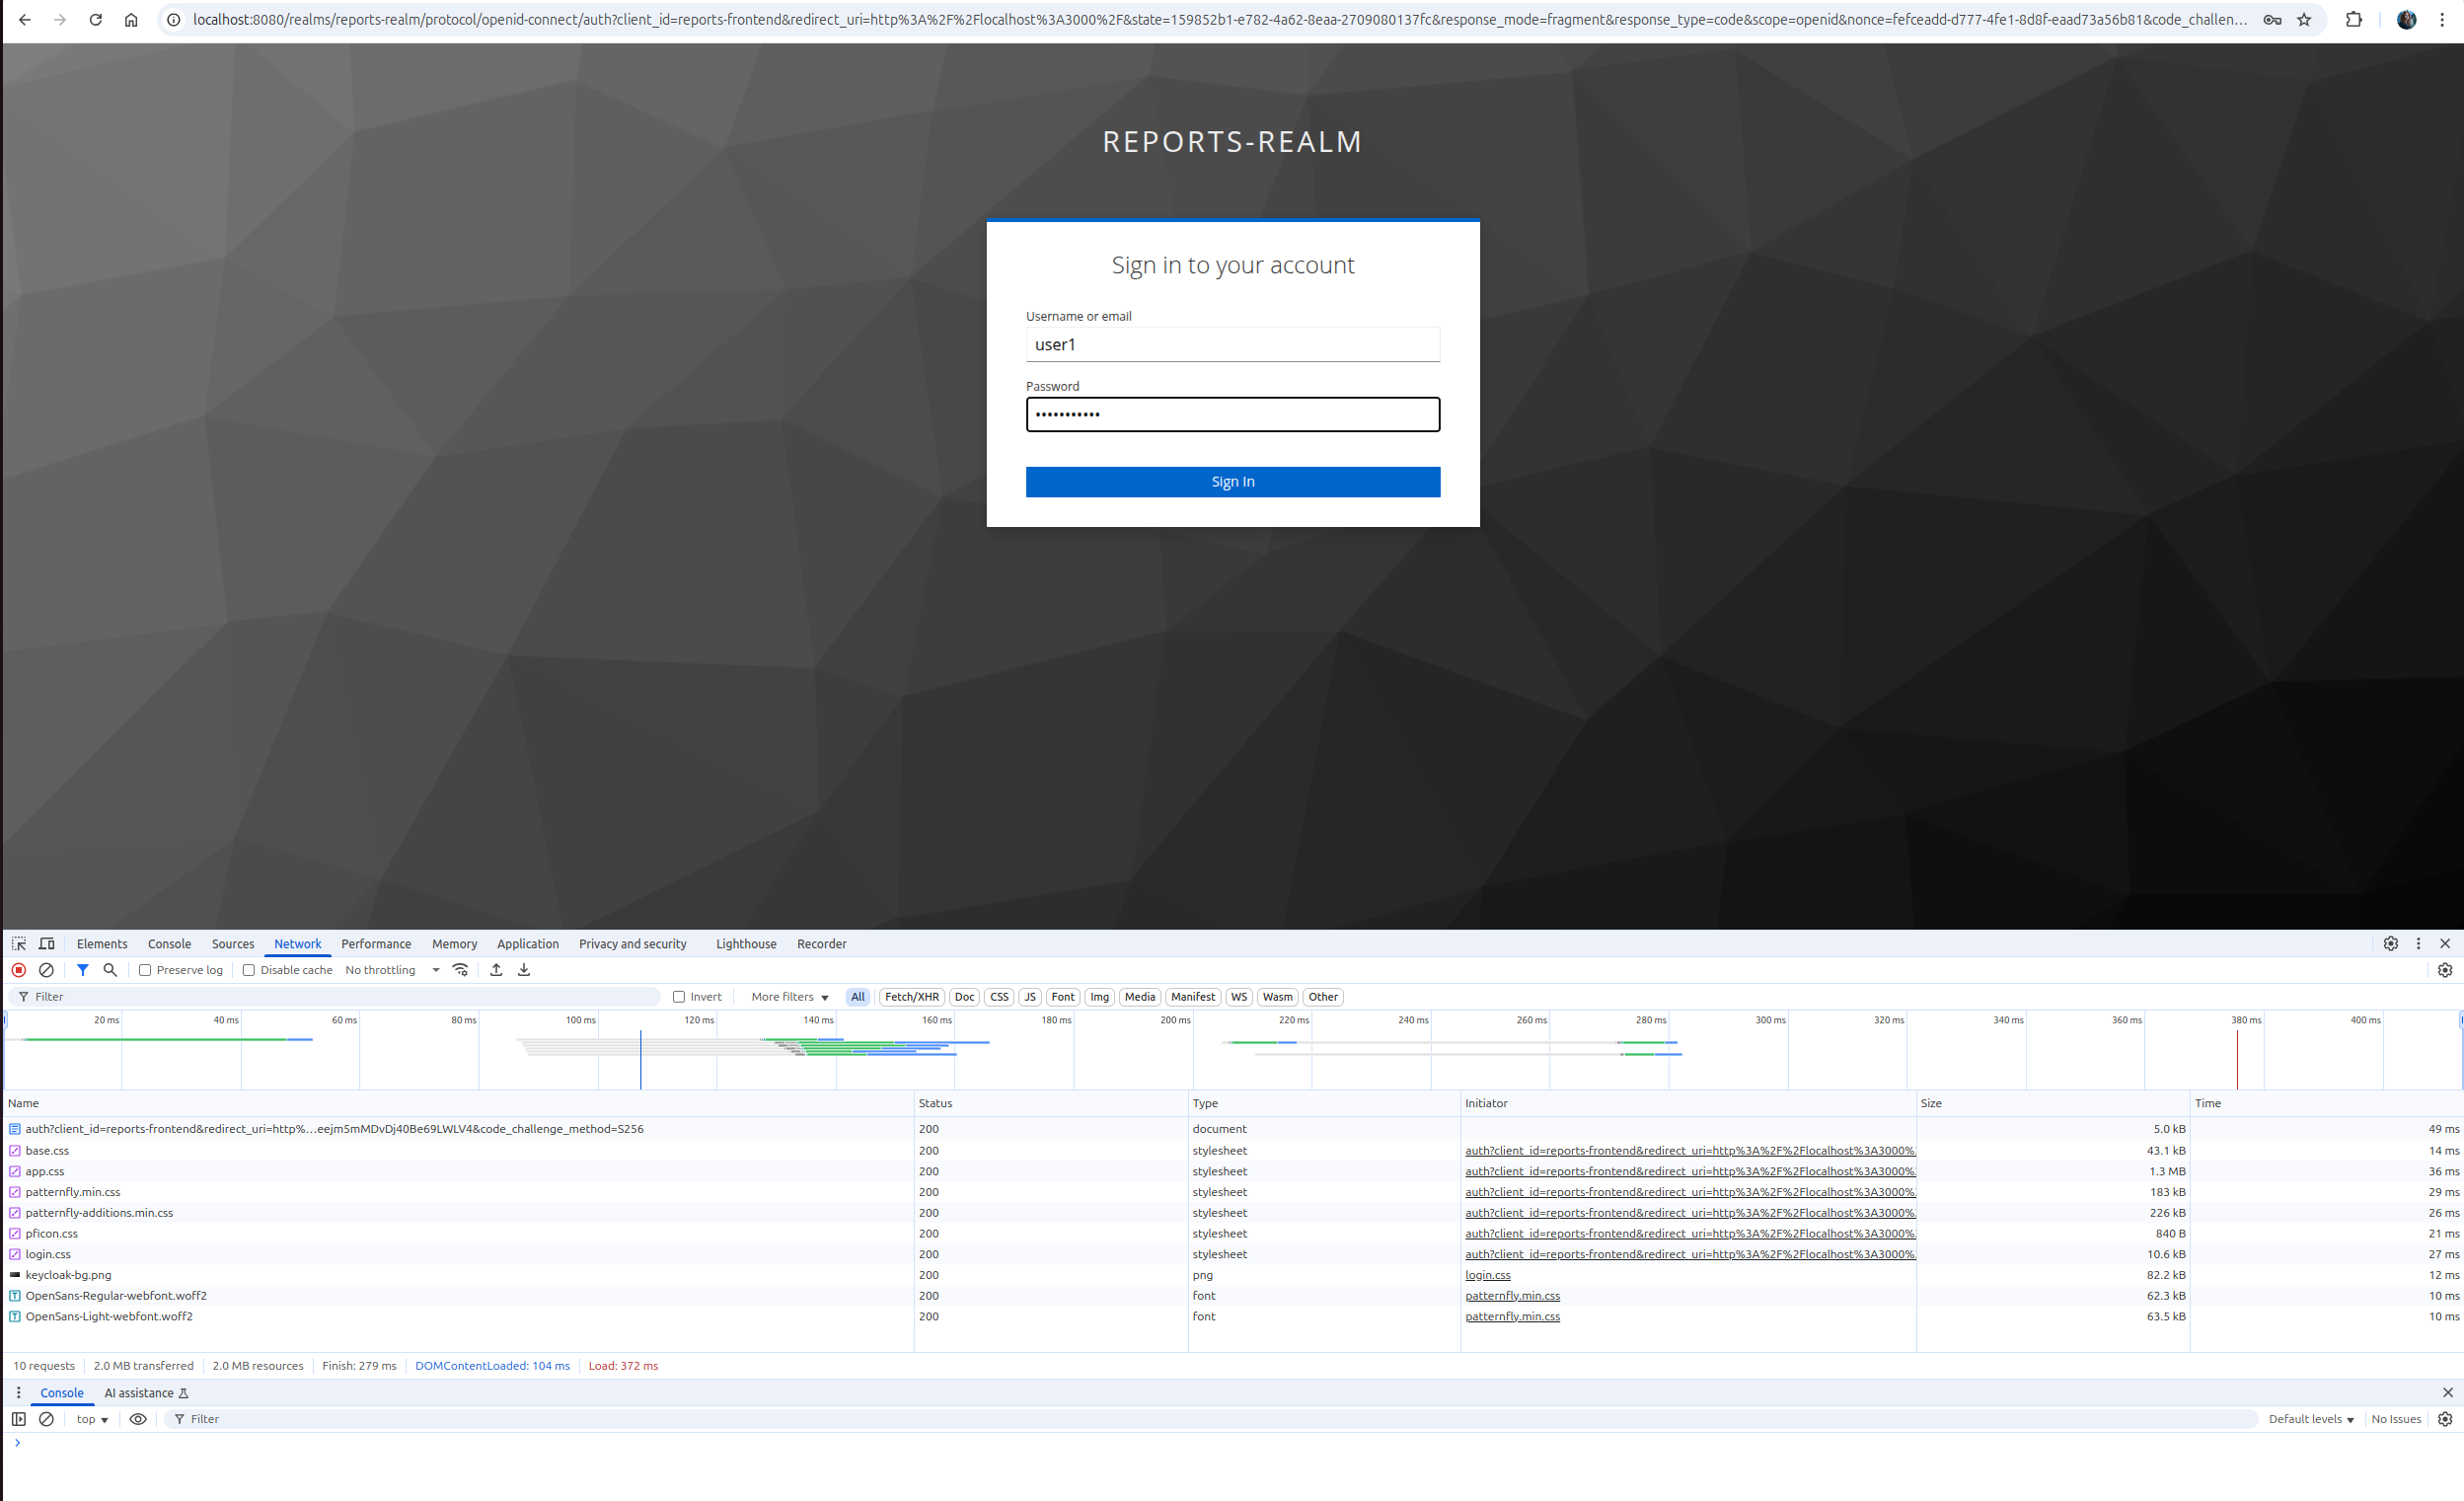 localhost:8080/realms/reports-realm/protocol/openid-connect/auth?client_id=reports-frontend&redirect_uri=http%3A%2F%2Flocalhost%3A3000%2F&state=159852b1-e782-4a62-8eaa-2709080137fc&response_mode=fragment&response_type=code&scope=openid&nonce=fefceadd-d777-4fe1-8d8f-eaad73a56b81&code_challen...
REPORTS-REALM
Sign in to your account
Username or email
user1
Password
•••••••••••
Sign In
Elements Console Sources Network Performance Memory Application Privacy and security Lighthouse Recorder
Preserve log Disable cache No throttling
Filter Invert More filters All Fetch/XHR Doc CSS JS Font Img Media Manifest WS Wasm Other
20 ms 40 ms 60 ms 80 ms 100 ms 120 ms 140 ms 160 ms 180 ms 200 ms 220 ms 240 ms 260 ms 280 ms 300 ms 320 ms 340 ms 360 ms 380 ms 400 ms
Name Status Type Initiator Size Time
auth?client_id=reports-frontend&redirect_uri=http%…eejm5mMDvDj40Be69LWLV4&code_challenge_method=S256 200 document 5.0 kB 49 ms
base.css 200 stylesheet auth?client_id=reports-frontend&redirect_uri=http%3A%2F%2Flocalhost%3A3000%. 43.1 kB 14 ms
app.css 200 stylesheet auth?client_id=reports-frontend&redirect_uri=http%3A%2F%2Flocalhost%3A3000%. 1.3 MB 36 ms
patternfly.min.css 200 stylesheet auth?client_id=reports-frontend&redirect_uri=http%3A%2F%2Flocalhost%3A3000%. 183 kB 29 ms
patternfly-additions.min.css 200 stylesheet auth?client_id=reports-frontend&redirect_uri=http%3A%2F%2Flocalhost%3A3000%. 226 kB 26 ms
pficon.css 200 stylesheet auth?client_id=reports-frontend&redirect_uri=http%3A%2F%2Flocalhost%3A3000%. 840 B 21 ms
login.css 200 stylesheet auth?client_id=reports-frontend&redirect_uri=http%3A%2F%2Flocalhost%3A3000%. 10.6 kB 27 ms
keycloak-bg.png 200 png login.css 82.2 kB 12 ms
OpenSans-Regular-webfont.woff2 200 font patternfly.min.css 62.3 kB 10 ms
OpenSans-Light-webfont.woff2 200 font patternfly.min.css 63.5 kB 10 ms
10 requests 2.0 MB transferred 2.0 MB resources Finish: 279 ms DOMContentLoaded: 104 ms Load: 372 ms
Console AI assistance
top Filter Default levels No Issues